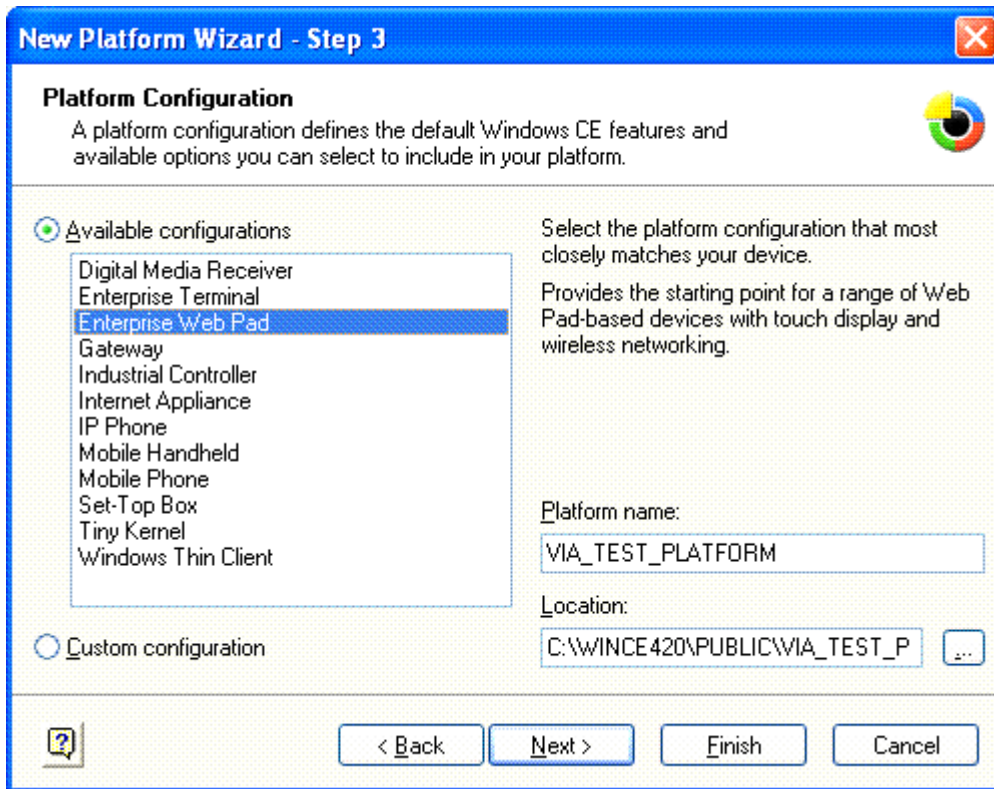 New Platform Wizard - Step 3
Platform Configuration
A platform configuration defines the default Windows CE features and
available options you can select to include in your platform.
Available configurations
Digital Media Receiver
Enterprise Terminal
Enterprise Web Pad
Gateway
Industrial Controller
Internet Appliance
IP Phone
Mobile Handheld
Mobile Phone
Set-Top Box
Tiny Kernel
Windows Thin Client
Custom configuration
Select the platform configuration that most
closely matches your device.
Provides the starting point for a range of Web
Pad-based devices with touch display and
wireless networking.
Platform name:
VIA_TEST_PLATFORM
Location:
C:\WINCE420\PUBLIC\VIA_TEST_P
...
?
< Back
Next >
Finish
Cancel